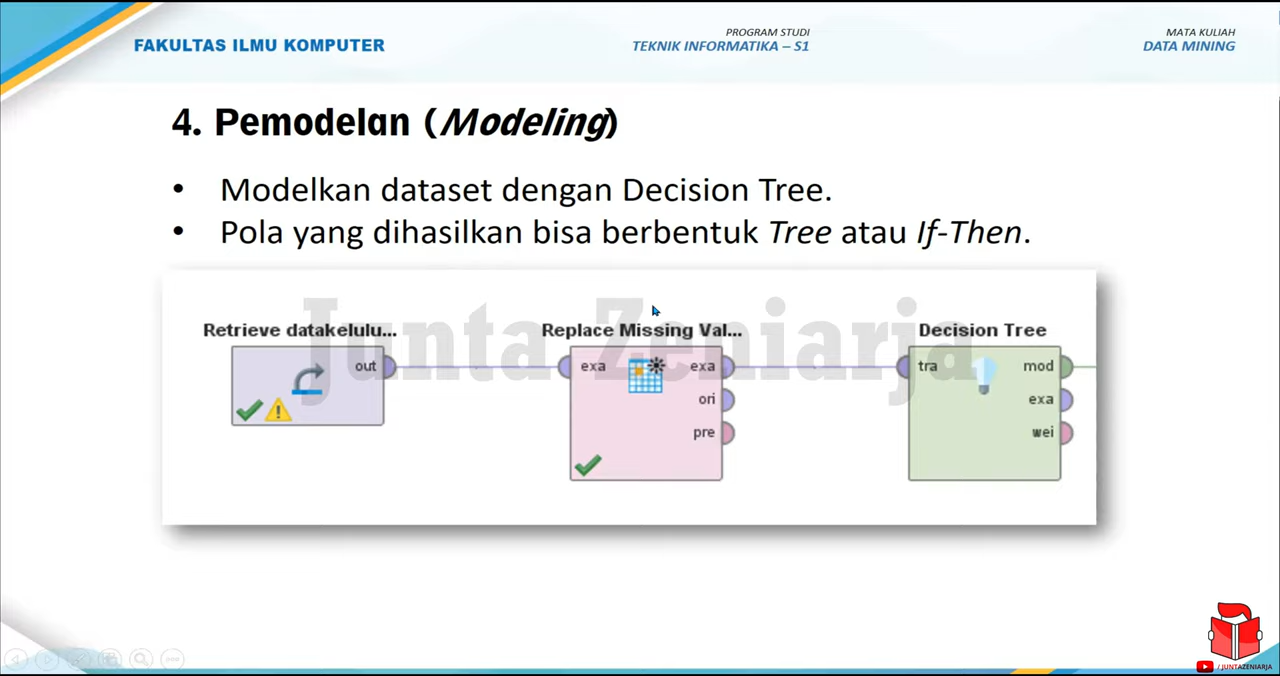 FAKULTAS ILMU KOMPUTER
PROGRAM STUDI
TEKNIK INFORMATIKA – S1
MATA KULIAH
DATA MINING
4. Pemodelan (Modeling)
• Modelkan dataset dengan Decision Tree.
• Pola yang dihasilkan bisa berbentuk Tree atau If-Then.
Junta Zeniarja
Retrieve datakelulu...
out
Replace Missing Val...
exa
exa
ori
pre
Decision Tree
tra
mod
exa
wei
/ JUNTAZENIARJA